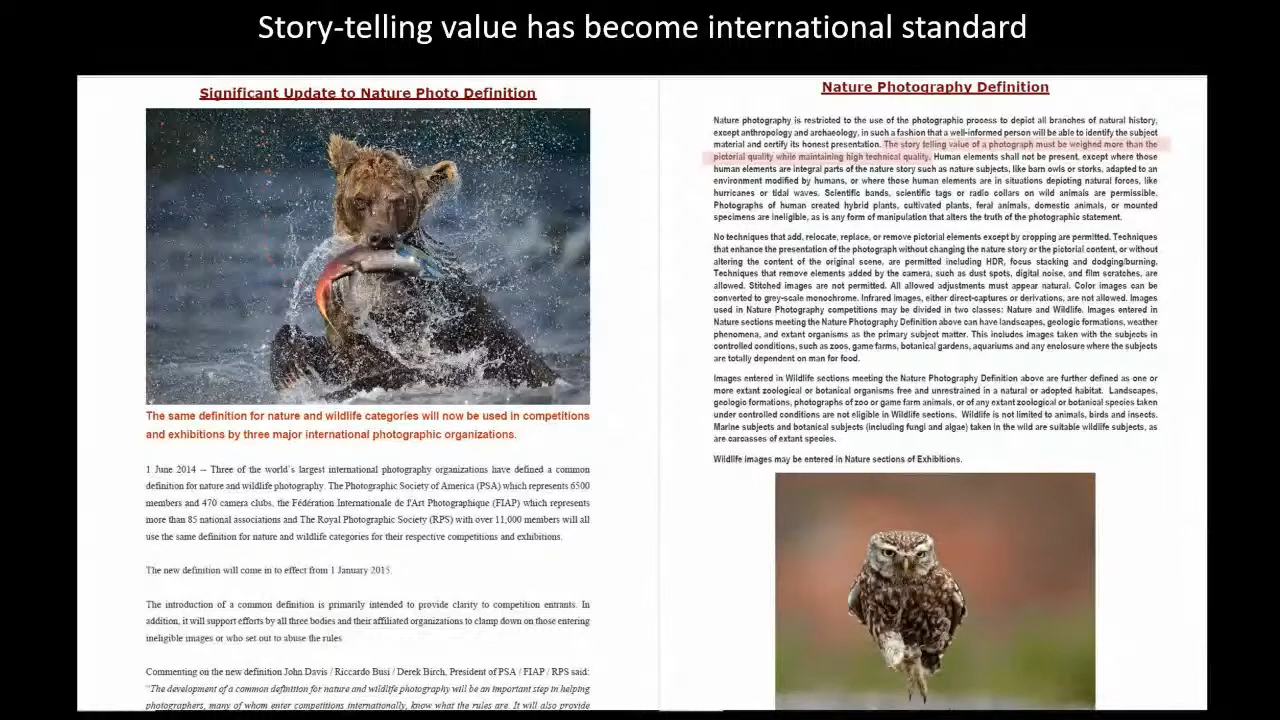 Story-telling value has become international standard
Significant Update to Nature Photo Definition
The same definition for nature and wildlife categories will now be used in competitions
and exhibitions by three major international photographic organizations.
1 June 2014 -- Three of the world's largest international photography organizations have defined a common
definition for nature and wildlife photography. The Photographic Society of America (PSA) which represents 6500
members and 470 camera clubs, the Fédération Internationale de l'Art Photographique (FIAP) which represents
more than 85 national associations and The Royal Photographic Society (RPS) with over 11,000 members will all
use the same definition for nature and wildlife categories for their respective competitions and exhibitions.
The new definition will come in to effect from 1 January 2015.
The introduction of a common definition is primarily intended to provide clarity to competition entrants. In
addition, it will support efforts by all three bodies and their affiliated organizations to clamp down on those entering
ineligible images or who set out to abuse the rules
Commenting on the new definition John Davis / Riccardo Busi / Derek Birch, President of PSA / FIAP / RPS said:
"The development of a common definition for nature and wildlife photography will be an important step in helping
photographers, many of whom enter competitions internationally, know what the rules are. It will also provide
Nature Photography Definition
Nature photography is restricted to the use of the photographic process to depict all branches of natural history,
except anthropology and archaeology, in such a fashion that a well-informed person will be able to identify the subject
material and certify its honest presentation. The story telling value of a photograph must be weighed more than the
pictorial quality while maintaining high technical quality. Human elements shall not be present, except where those
human elements are integral parts of the nature story such as nature subjects, like barn owls or storks, adapted to an
environment modified by humans, or where those human elements are in situations depicting natural forces, like
hurricanes or tidal waves. Scientific bands, scientific tags or radio collars on wild animals are permissible.
Photographs of human created hybrid plants, cultivated plants, feral animals, domestic animals, or mounted
specimens are ineligible, as is any form of manipulation that alters the truth of the photographic statement.
No techniques that add, relocate, replace, or remove pictorial elements except by cropping are permitted. Techniques
that enhance the presentation of the photograph without changing the nature story or the pictorial content, or without
altering the content of the original scene, are permitted including HDR, focus stacking and dodging/burning.
Techniques that remove elements added by the camera, such as dust spots, digital noise, and film scratches, are
allowed. Stitched images are not permitted. All allowed adjustments must appear natural. Color images can be
converted to grey-scale monochrome. Infrared images, either direct-captures or derivations, are not allowed. Images
used in Nature Photography competitions may be divided in two classes: Nature and Wildlife. Images entered in
Nature sections meeting the Nature Photography Definition above can have landscapes, geologic formations, weather
phenomena, and extant organisms as the primary subject matter. This includes images taken with the subjects in
controlled conditions, such as zoos, game farms, botanical gardens, aquariums and any enclosure where the subjects
are totally dependent on man for food.
Images entered in Wildlife sections meeting the Nature Photography Definition above are further defined as one or
more extant zoological or botanical organisms free and unrestrained in a natural or adopted habitat. Landscapes,
geologic formations, photographs of zoo or game farm animals, or of any extant zoological or botanical species taken
under controlled conditions are not eligible in Wildlife sections. Wildlife is not limited to animals, birds and insects.
Marine subjects and botanical subjects (including fungi and algae) taken in the wild are suitable wildlife subjects, as
are carcasses of extant species.
Wildlife images may be entered in Nature sections of Exhibitions.